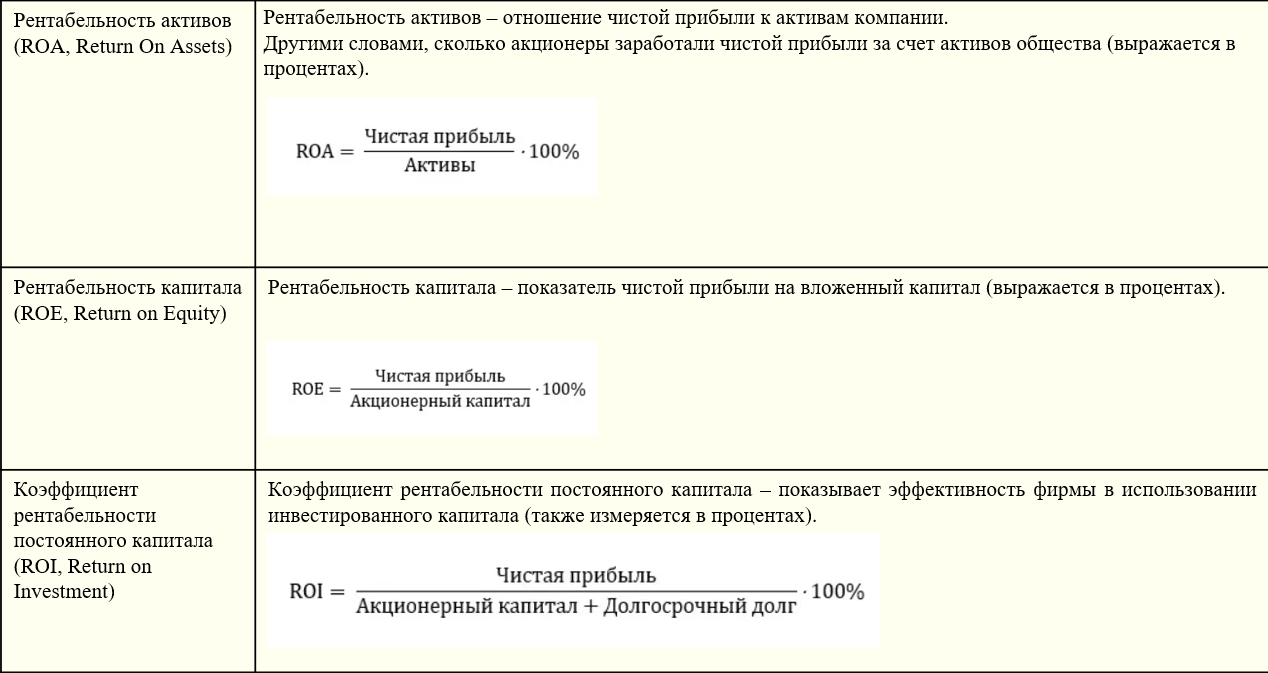 Рентабельность активов
(ROA, Return On Assets)
Рентабельность активов – отношение чистой прибыли к активам компании.
Другими словами, сколько акционеры заработали чистой прибыли за счет активов общества (выражается в
процентах).
ROA = Чистая прибыль / Активы · 100%
Рентабельность капитала
(ROE, Return on Equity)
Рентабельность капитала – показатель чистой прибыли на вложенный капитал (выражается в процентах).
ROE = Чистая прибыль / Акционерный капитал · 100%
Коэффициент
рентабельности
постоянного капитала
(ROI, Return on
Investment)
Коэффициент рентабельности постоянного капитала – показывает эффективность фирмы в использовании
инвестированного капитала (также измеряется в процентах).
ROI = Чистая прибыль / Акционерный капитал + Долгосрочный долг · 100%